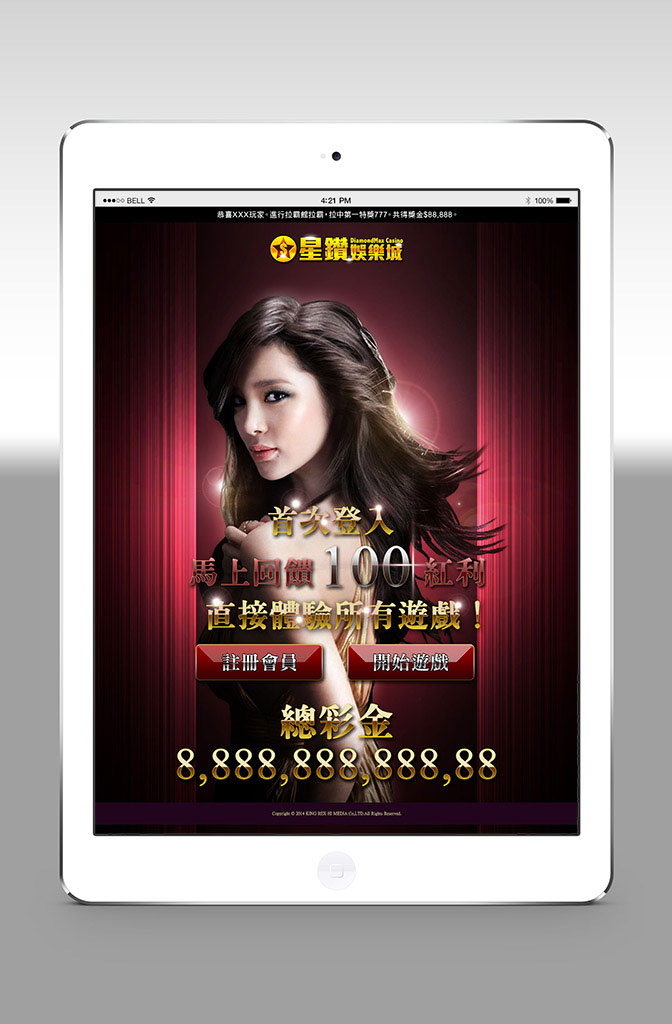 ●●●○○ BELL
4:21 PM
100%
恭喜XXX玩家。進行拉霸館拉霸，拉中第一特獎777。共得獎金$88,888。
星鑽娛樂城
DiamondMax Casino
首次登入
馬上回饋100紅利
直接體驗所有遊戲！
註冊會員
開始遊戲
總彩金
8,888,888,888,88
Copyright © 2014 KING REX HI MEDIA Co,LTD.All Rights Reserved.